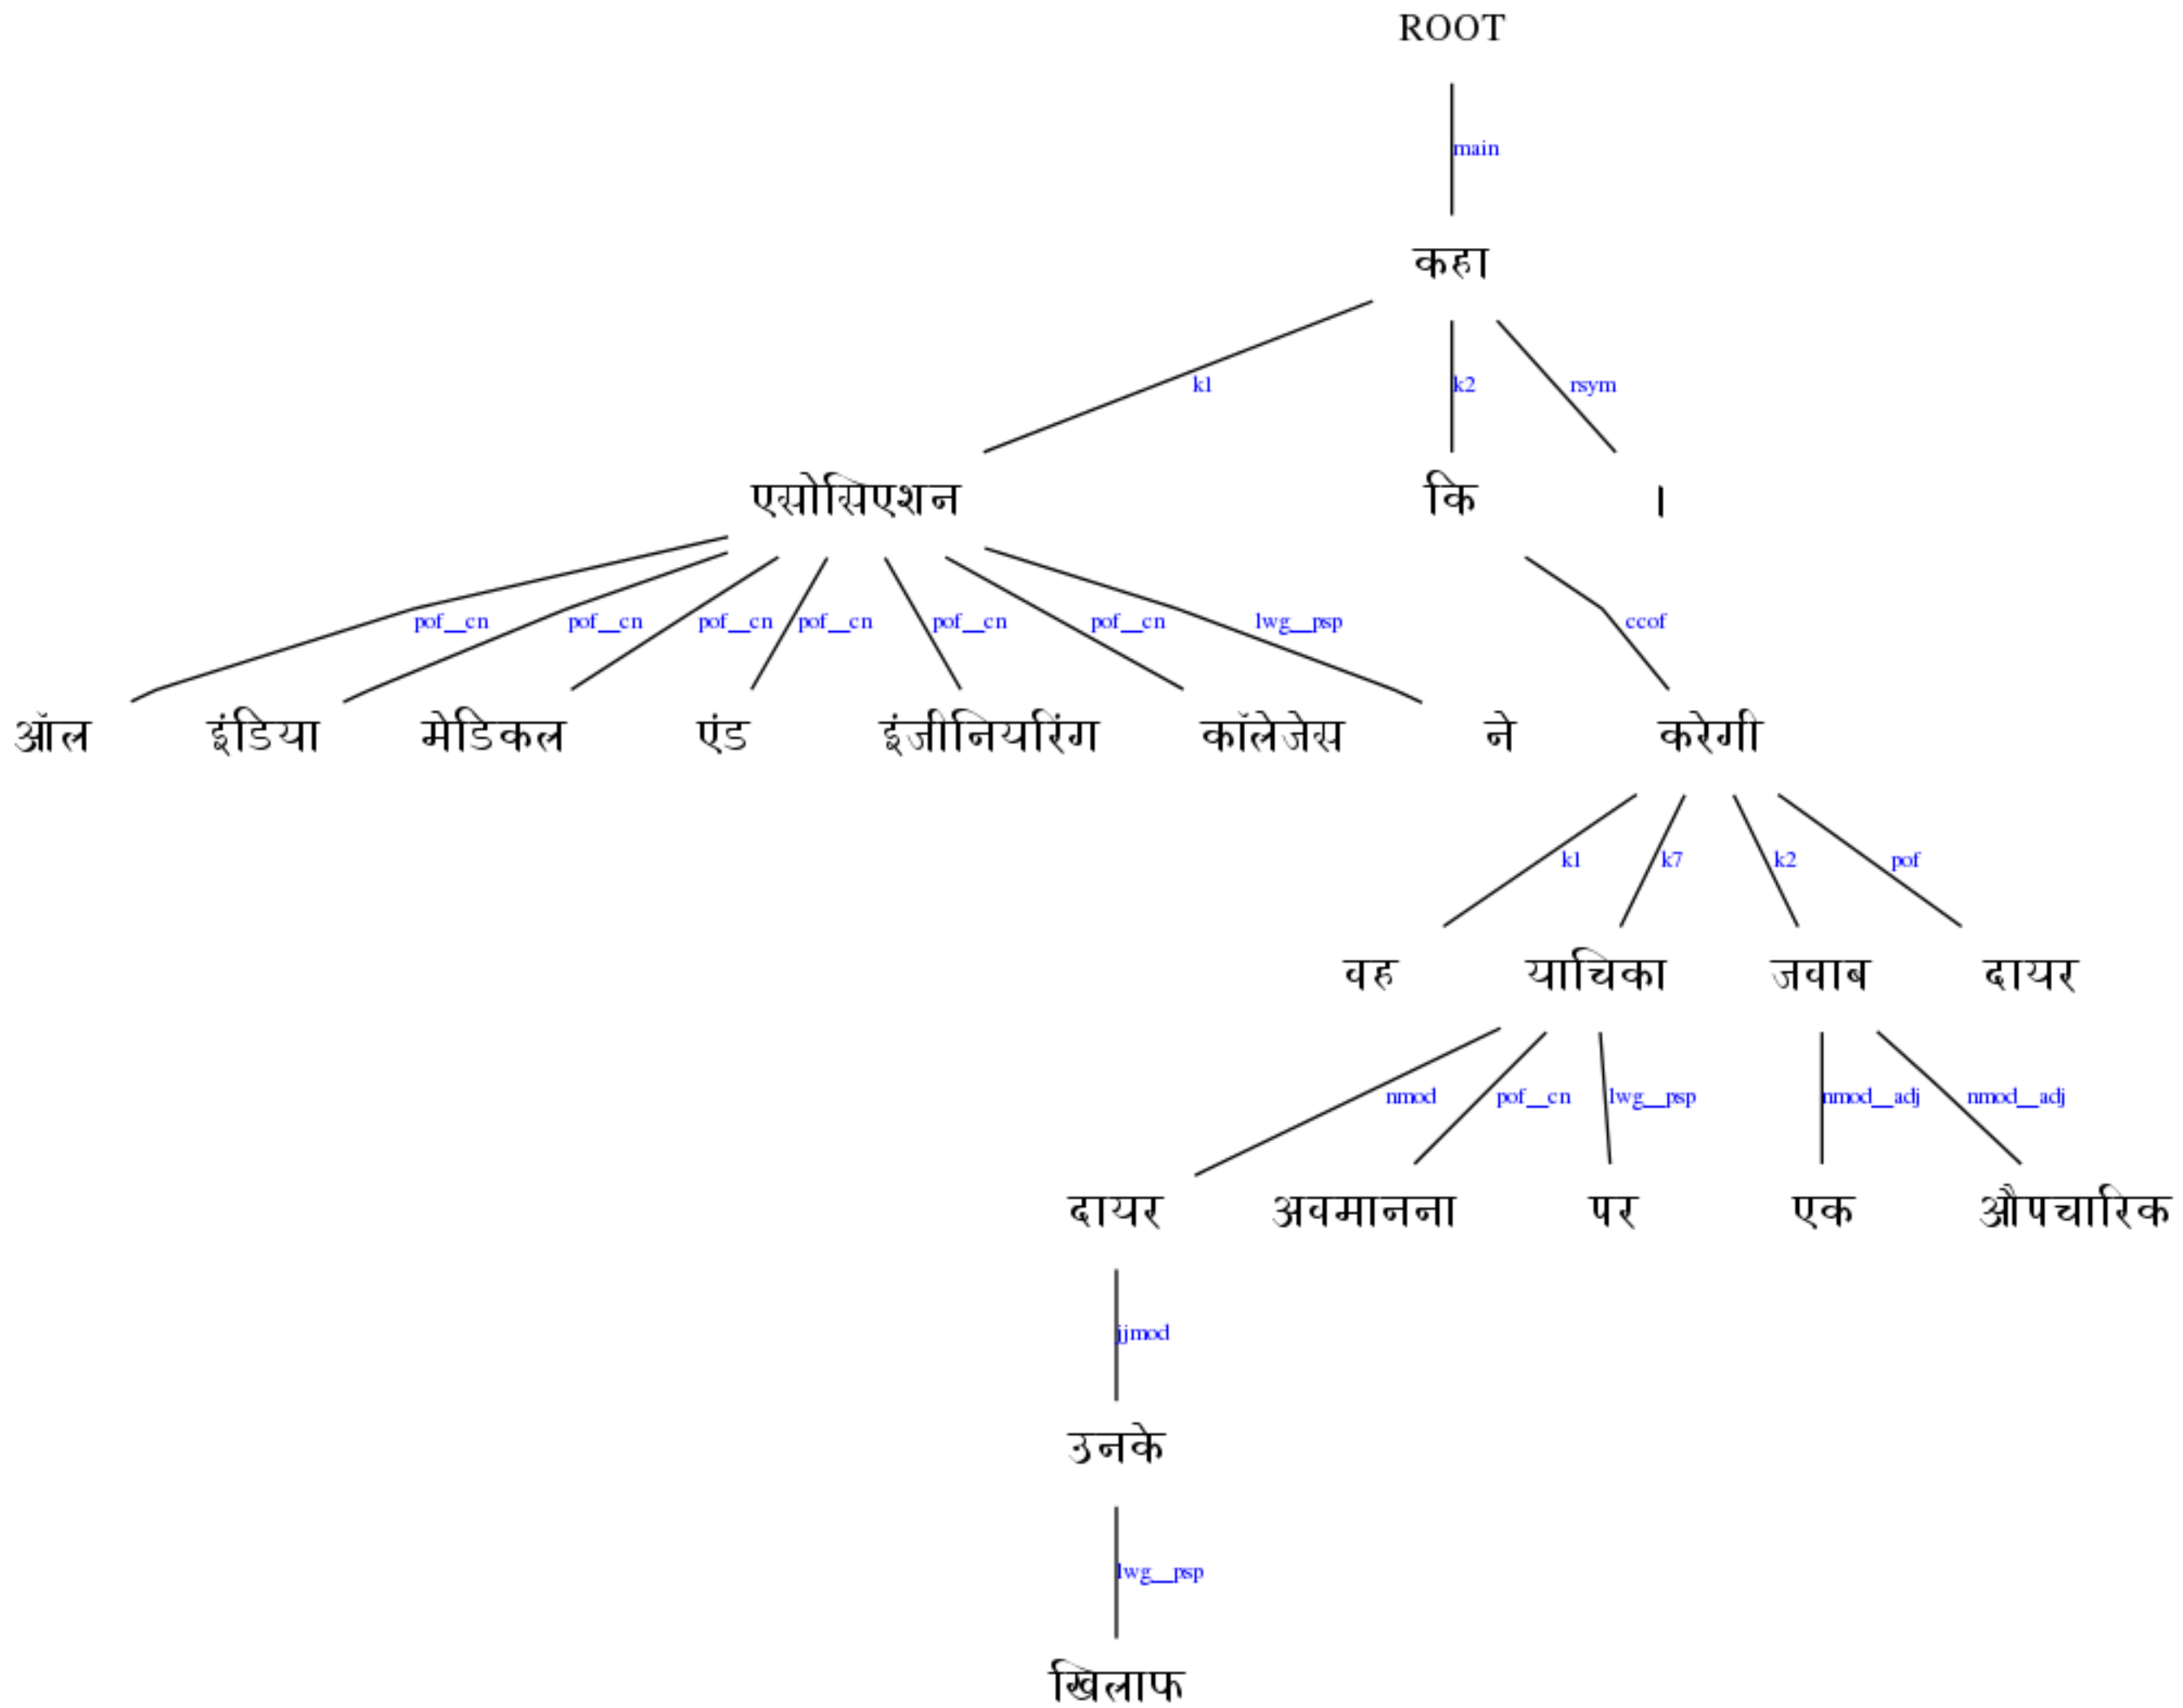 ROOT
main
कहा
k1 k2 rsym
एसोसिएशन कि ।
pof__cn pof__cn pof__cn pof__cn pof__cn pof__cn lwg__psp ccof
ऑल इंडिया मेडिकल एंड इंजीनियरिंग कॉलेजेस ने करेगी
k1 k7 k2 pof
वह याचिका जवाब दायर
nmod pof__cn lwg__psp nmod__adj nmod__adj
दायर अवमानना पर एक औपचारिक
jjmod
उनके
lwg__psp
खिलाफ